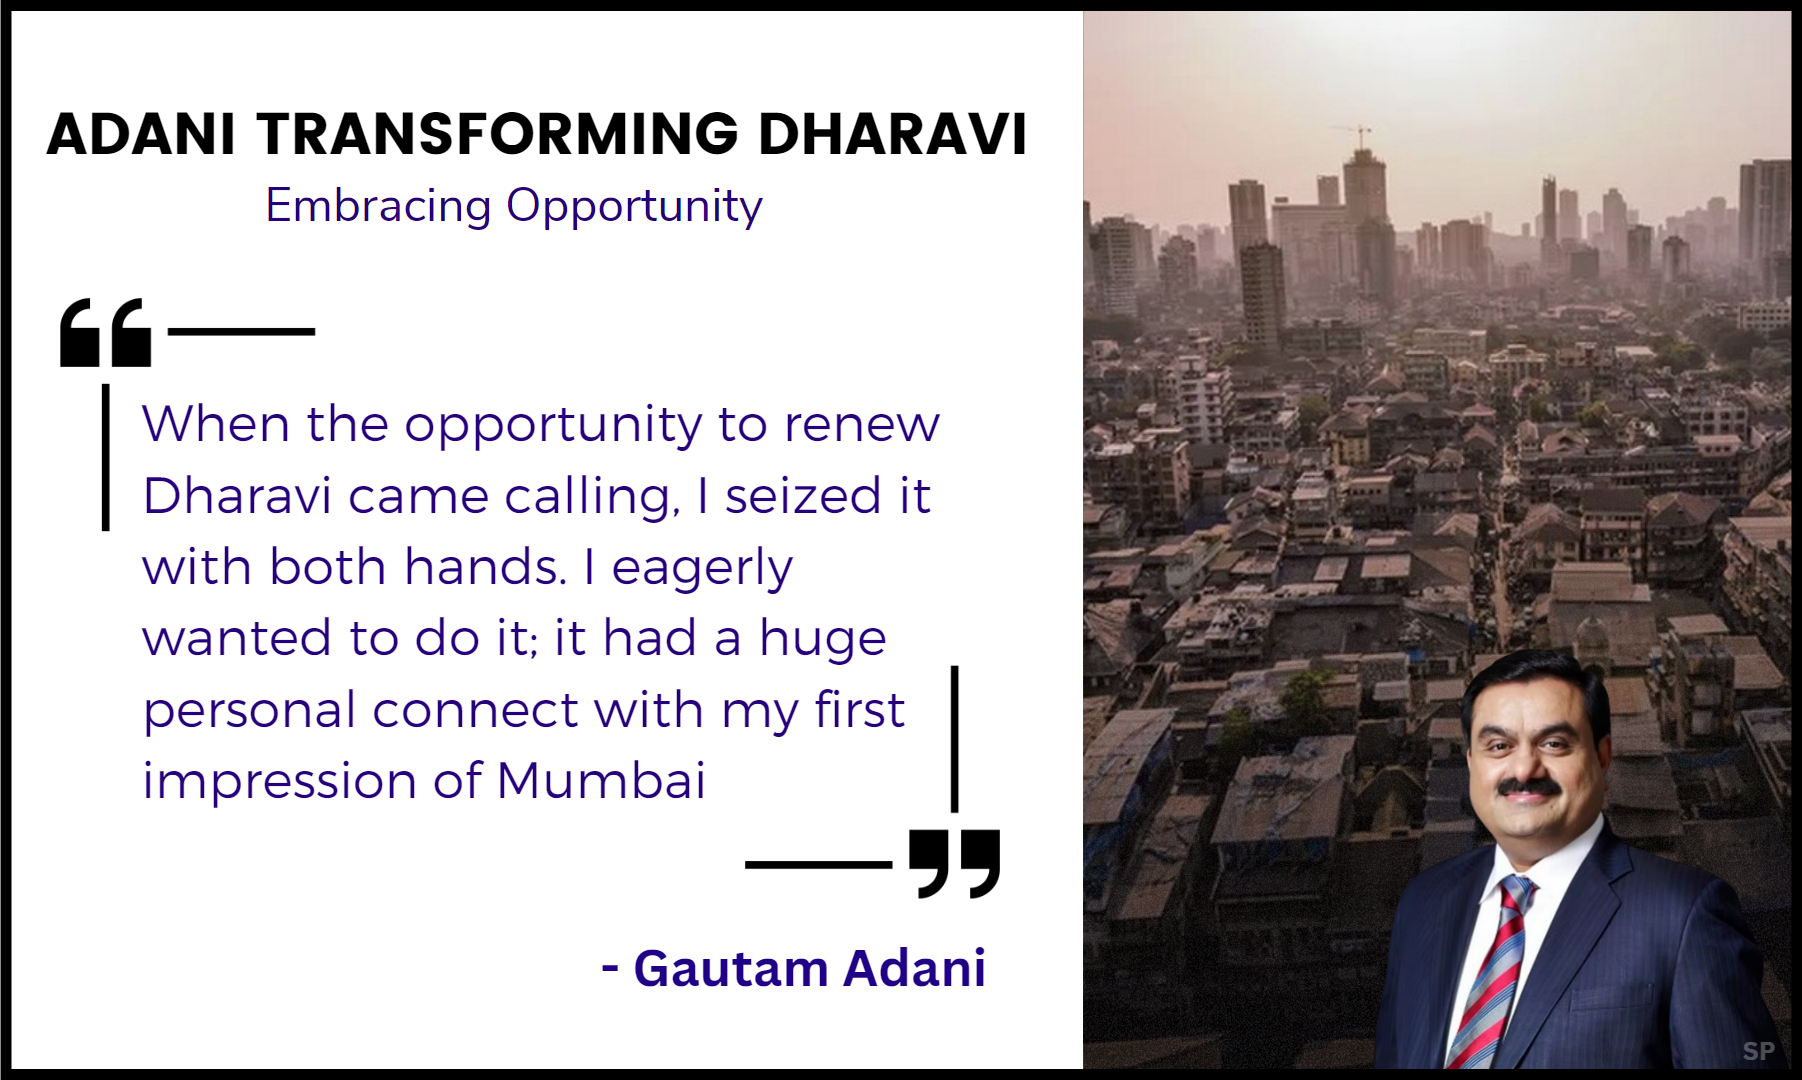 ADANI TRANSFORMING DHARAVI
Embracing Opportunity
“
When the opportunity to renew
Dharavi came calling, I seized it
with both hands. I eagerly
wanted to do it; it had a huge
personal connect with my first
impression of Mumbai
”
- Gautam Adani
SP